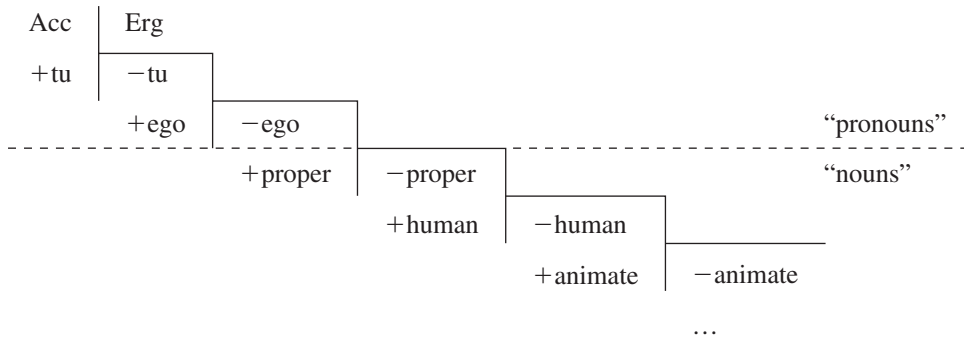 Acc Erg
+tu −tu
+ego −ego “pronouns”
+proper −proper “nouns”
+human −human
+animate −animate
…